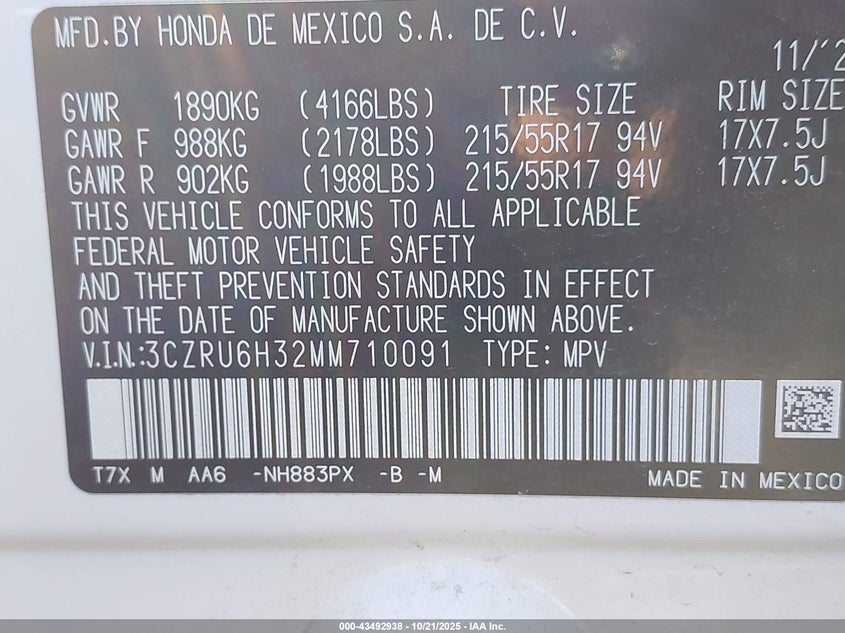 MFD.BY HONDA DE MEXICO S.A. DE C.V.
11/'2
GVWR 1890KG (4166LBS) TIRE SIZE RIM SIZE
GAWR F 988KG (2178LBS) 215/55R17 94V 17X7.5J
GAWR R 902KG (1988LBS) 215/55R17 94V 17X7.5J
THIS VEHICLE CONFORMS TO ALL APPLICABLE
FEDERAL MOTOR VEHICLE SAFETY
AND THEFT PREVENTION STANDARDS IN EFFECT
ON THE DATE OF MANUFACTURE SHOWN ABOVE.
V.I.N.:3CZRU6H32MM710091 TYPE: MPV
T7X M AA6 -NH883PX -B -M MADE IN MEXICO
000-43492938 - 10/21/2025 - IAA Inc.